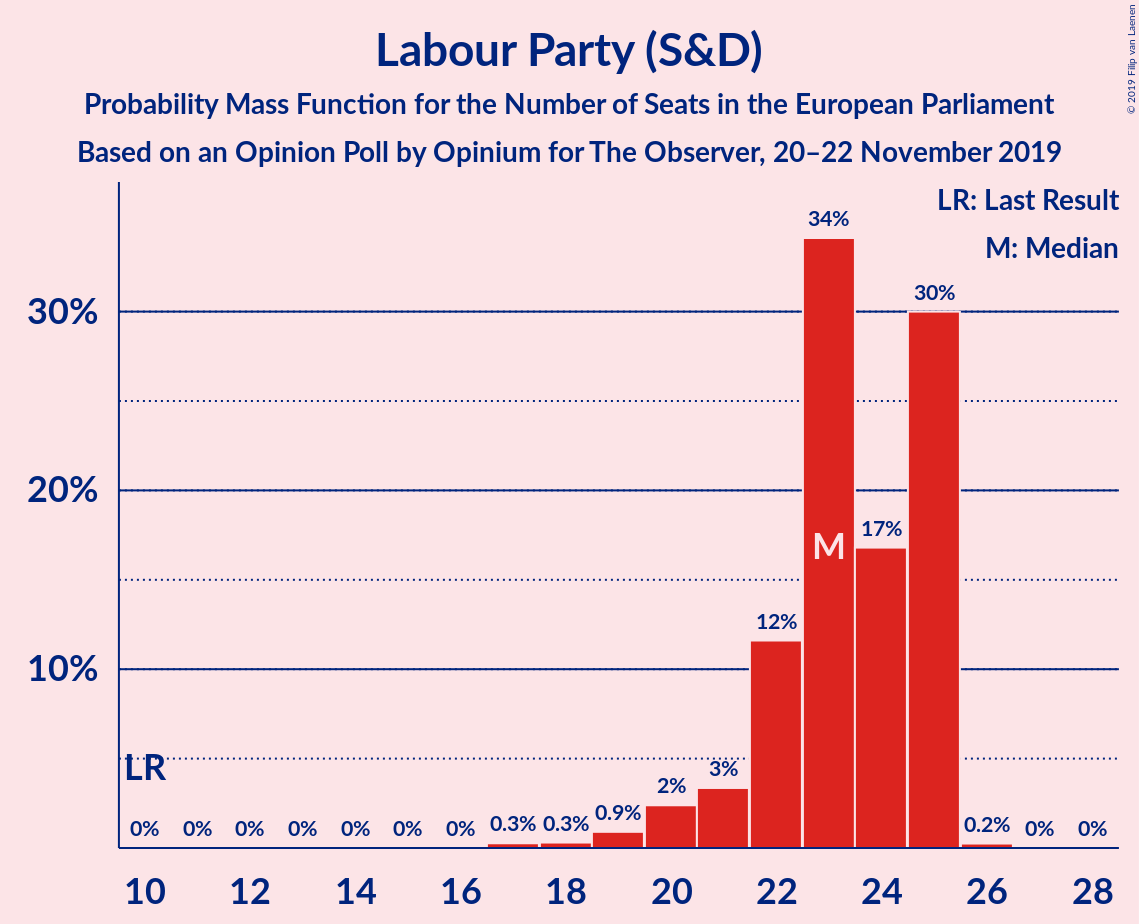 Labour Party (S&D)
Probability Mass Function for the Number of Seats in the European Parliament
Based on an Opinion Poll by Opinium for The Observer, 20–22 November 2019
© 2019 Filip van Laenen
LR: Last Result
M: Median
34%
30%
30%
20%
17%
M
12%
10%
LR
3%
2%
0.9%
0% 0% 0% 0% 0% 0% 0% 0.3% 0.3% 0.2% 0% 0%
10 12 14 16 18 20 22 24 26 28